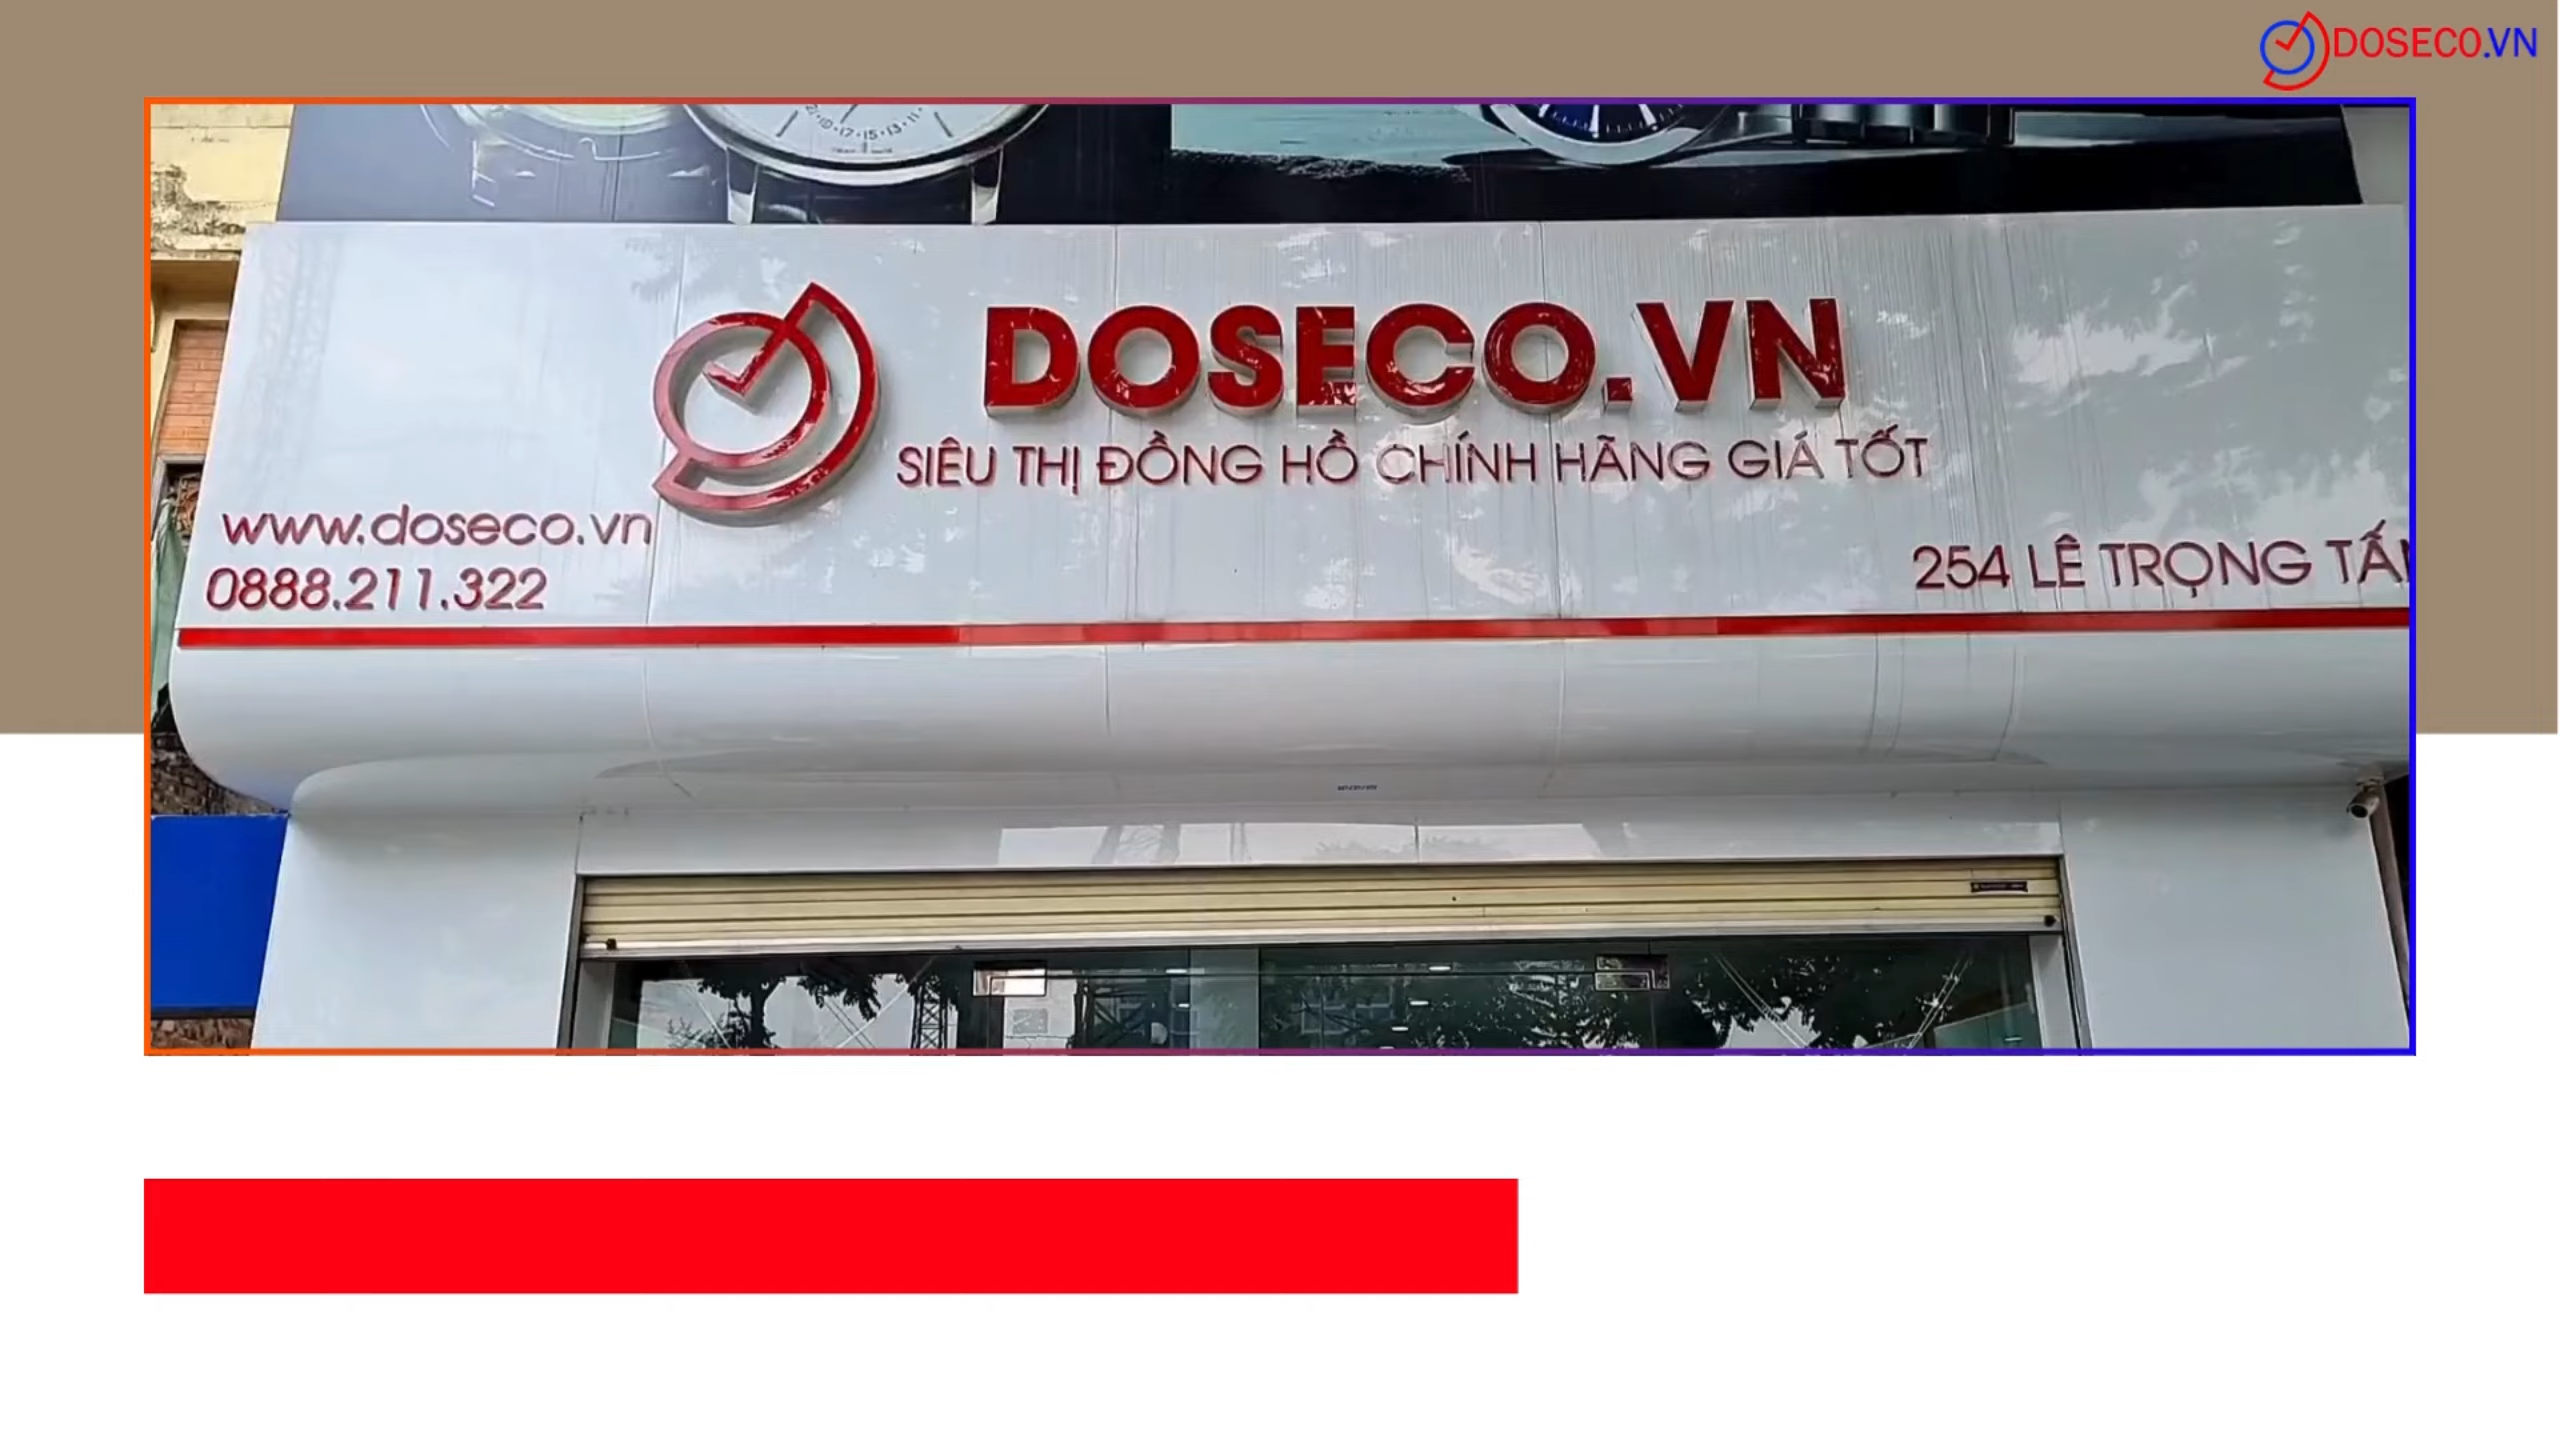 DOSECO.VN
DOSECO.VN
SIÊU THỊ ĐỒNG HỒ CHÍNH HÃNG GIÁ TỐT
www.doseco.vn
0888.211.322
254 LÊ TRỌNG TẤN